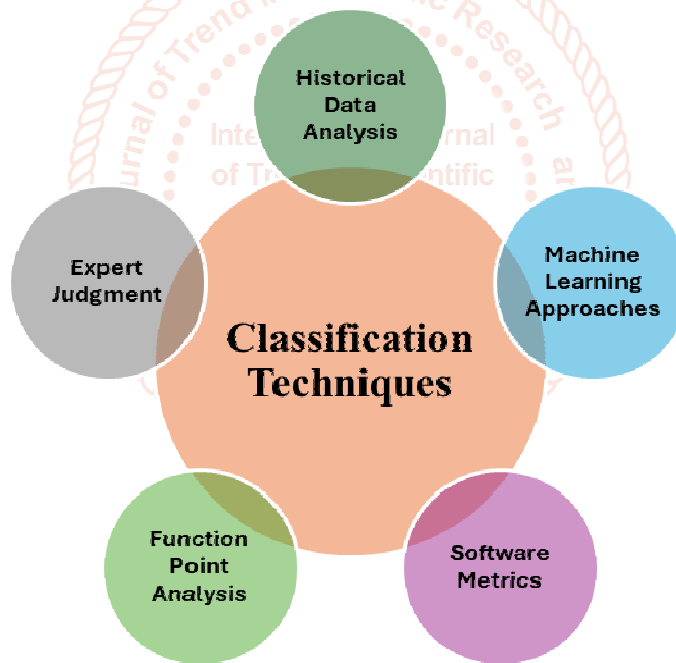 Historical
Data
Analysis
Machine
Learning
Approaches
Expert
Judgment
Classification
Techniques
Function
Point
Analysis
Software
Metrics